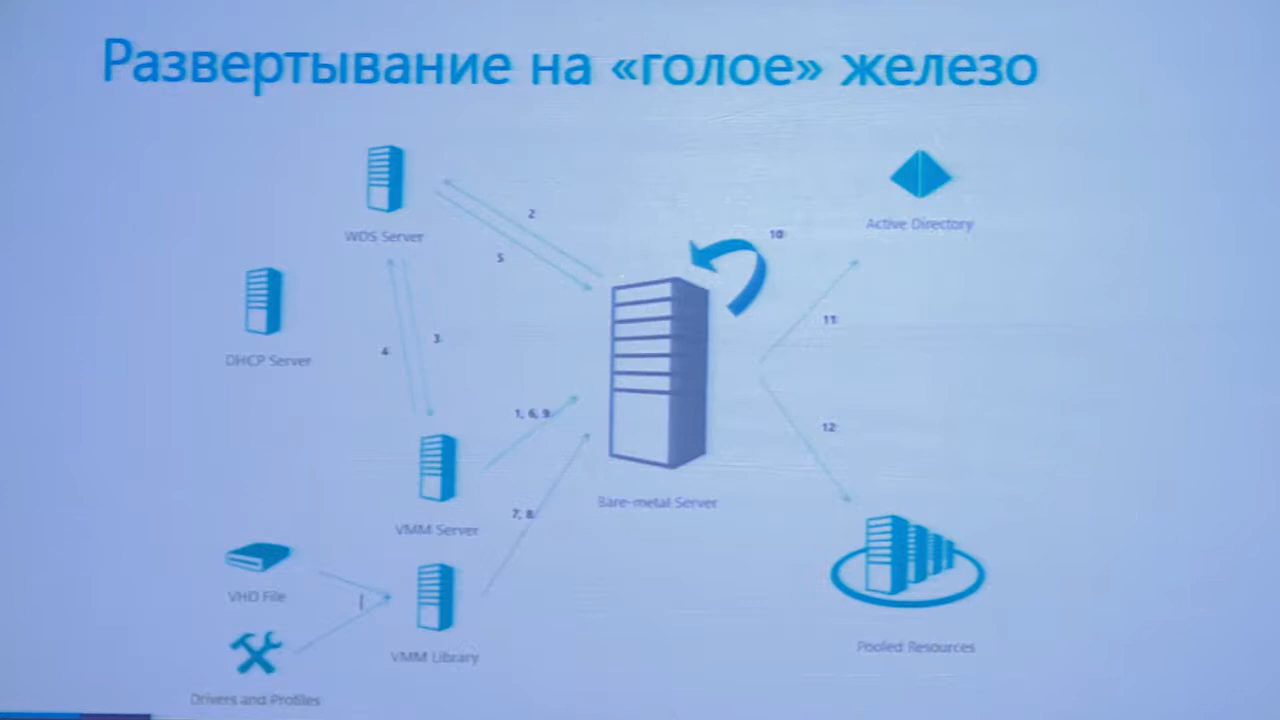 Развертывание на «голое» железо
WDS Server
2
5
10
Active Directory
DHCP Server
4
3
11
1, 6, 9
12
VMM Server
7, 8
Bare-metal Server
VHD File
VMM Library
Pooled Resources
Drivers and Profiles